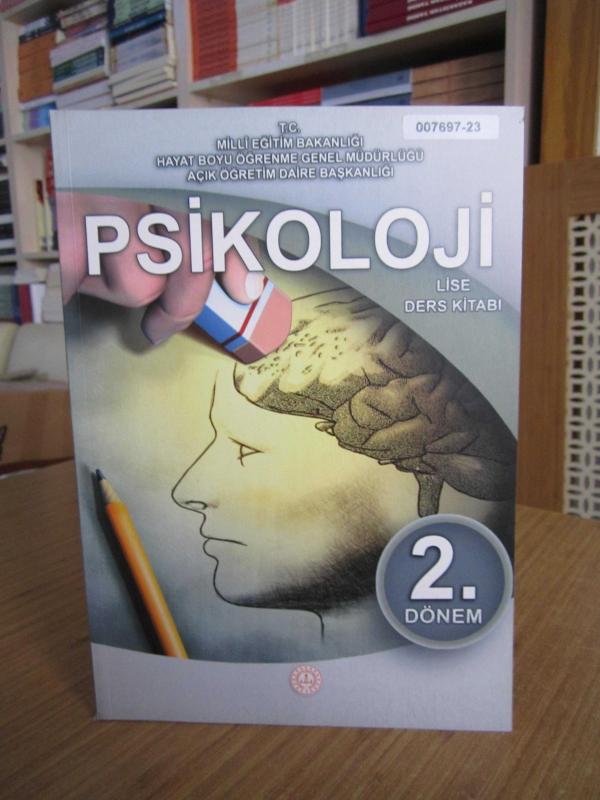 007697-23
T.C.
MİLLİ EĞİTİM BAKANLIĞI
HAYAT BOYU ÖĞRENME GENEL MÜDÜRLÜĞÜ
AÇIK ÖĞRETİM DAİRE BAŞKANLIĞI
PSİKOLOJİ
LİSE
DERS KİTABI
2.
DÖNEM